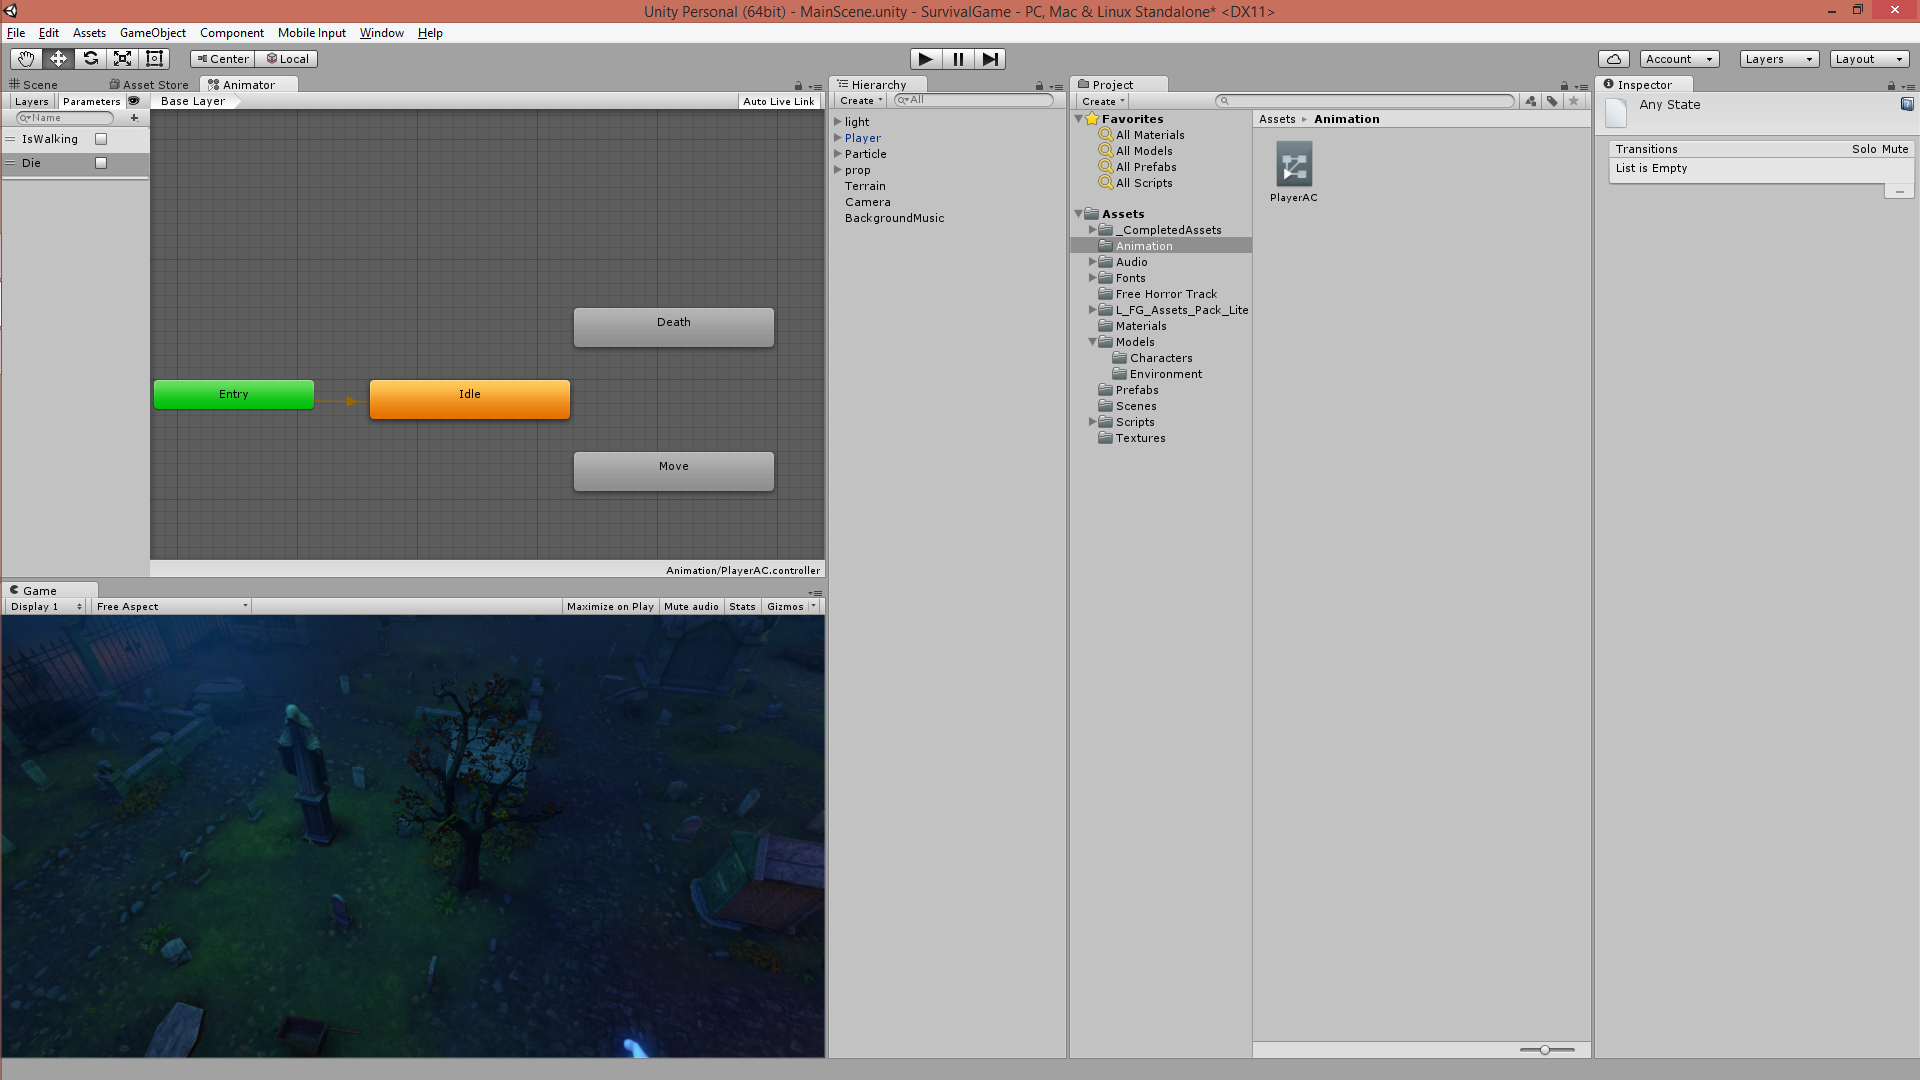 Unity Personal (64bit) - MainScene.unity - SurvivalGame - PC, Mac & Linux Standalone* <DX11>
File Edit Assets GameObject Component Mobile Input Window Help
Center Local
Account Layers Layout
Scene Asset Store Animator
Layers Parameters Base Layer Auto Live Link
Name
IsWalking
Die
Death
Entry
Idle
Move
Animation/PlayerAC.controller
Game
Display 1 Free Aspect Maximize on Play Mute audio Stats Gizmos
Hierarchy
Create All
light
Player
Particle
prop
Terrain
Camera
BackgroundMusic
Project
Create
Favorites
All Materials
All Models
All Prefabs
All Scripts
Assets
_CompletedAssets
Animation
Audio
Fonts
Free Horror Track
L_FG_Assets_Pack_Lite
Materials
Models
Characters
Environment
Prefabs
Scenes
Scripts
Textures
Assets Animation
PlayerAC
Inspector
Any State
Transitions Solo Mute
List is Empty